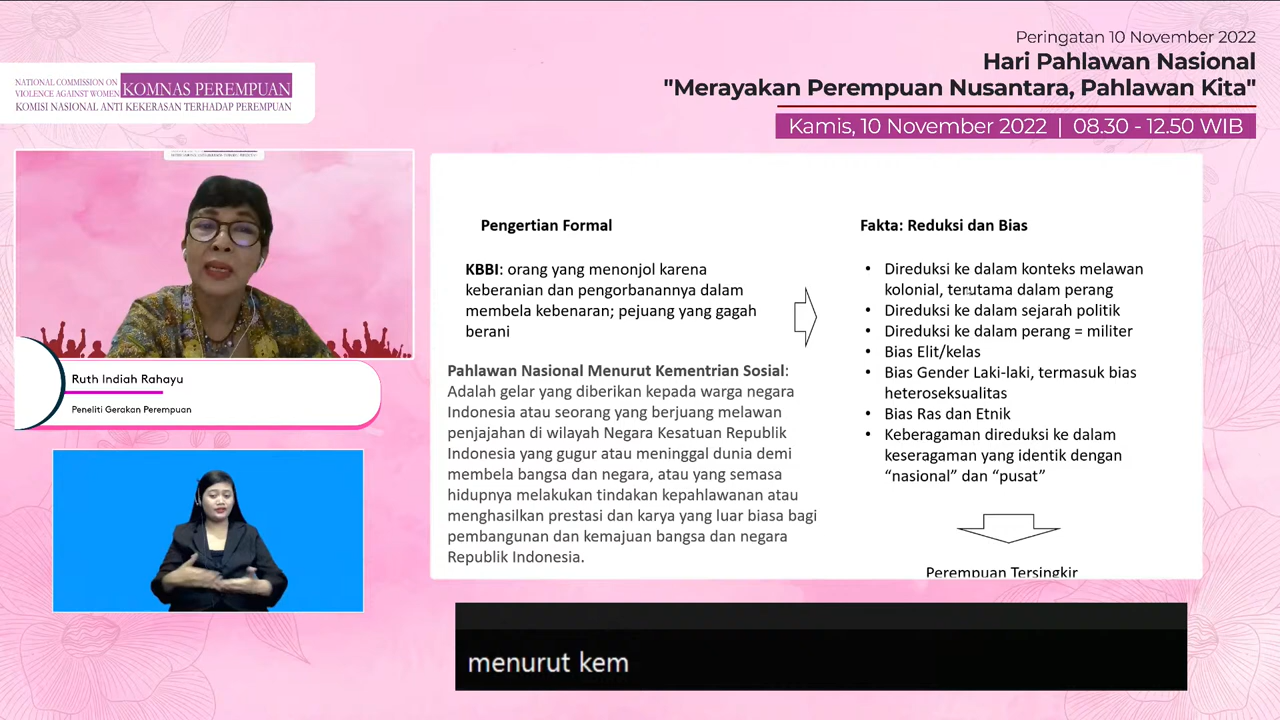 Peringatan 10 November 2022
Hari Pahlawan Nasional
"Merayakan Perempuan Nusantara, Pahlawan Kita"
Kamis, 10 November 2022 | 08.30 - 12.50 WIB
NATIONAL COMMISSION ON
VIOLENCE AGAINST WOMEN
KOMNAS PEREMPUAN
KOMISI NASIONAL ANTI KEKERASAN TERHADAP PEREMPUAN
Ruth Indiah Rahayu
Peneliti Gerakan Perempuan
Pengertian Formal
KBBI: orang yang menonjol karena
keberanian dan pengorbanannya dalam
membela kebenaran; pejuang yang gagah
berani
Pahlawan Nasional Menurut Kementrian Sosial:
Adalah gelar yang diberikan kepada warga negara
Indonesia atau seorang yang berjuang melawan
penjajahan di wilayah Negara Kesatuan Republik
Indonesia yang gugur atau meninggal dunia demi
membela bangsa dan negara, atau yang semasa
hidupnya melakukan tindakan kepahlawanan atau
menghasilkan prestasi dan karya yang luar biasa bagi
pembangunan dan kemajuan bangsa dan negara
Republik Indonesia.
Fakta: Reduksi dan Bias
• Direduksi ke dalam konteks melawan
kolonial, terutama dalam perang
• Direduksi ke dalam sejarah politik
• Direduksi ke dalam perang = militer
• Bias Elit/kelas
• Bias Gender Laki-laki, termasuk bias
heteroseksualitas
• Bias Ras dan Etnik
• Keberagaman direduksi ke dalam
keseragaman yang identik dengan
“nasional” dan “pusat”
Perempuan Tersingkir
menurut kem